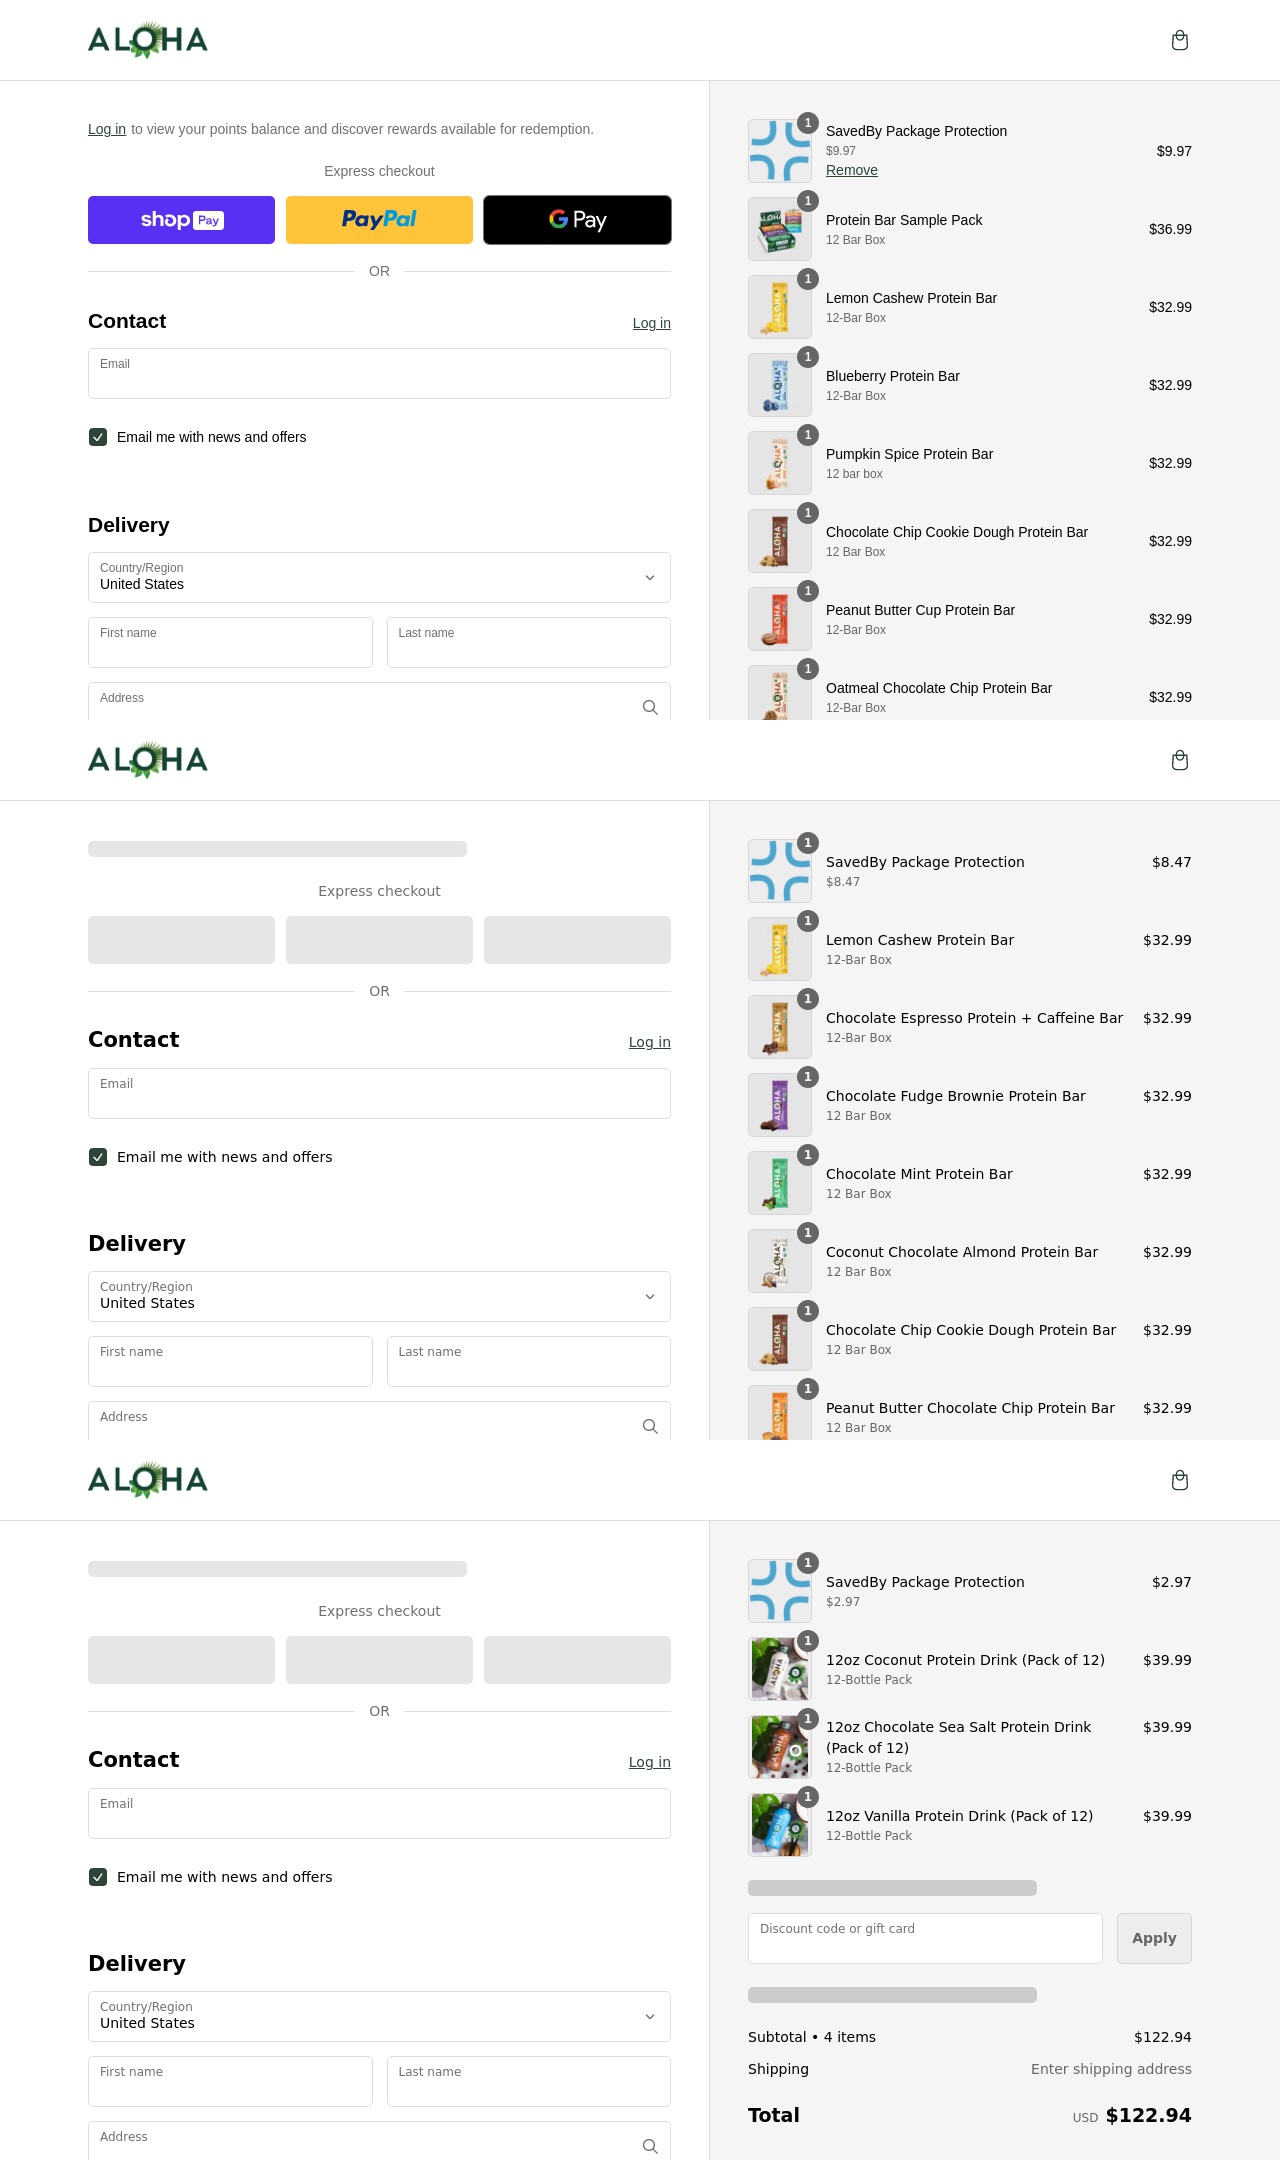 ALOHA
Log in to view your points balance and discover rewards available for redemption.
Express checkout
shop Pay
PayPal
G Pay
OR
Contact
Log in
Email
Email me with news and offers
Delivery
Country/Region
United States
First name
Last name
Address
1
SavedBy Package Protection
$9.97
Remove
$9.97
1
Protein Bar Sample Pack
12 Bar Box
$36.99
1
Lemon Cashew Protein Bar
12-Bar Box
$32.99
1
Blueberry Protein Bar
12-Bar Box
$32.99
1
Pumpkin Spice Protein Bar
12 bar box
$32.99
1
Chocolate Chip Cookie Dough Protein Bar
12 Bar Box
$32.99
1
Peanut Butter Cup Protein Bar
12-Bar Box
$32.99
1
Oatmeal Chocolate Chip Protein Bar
12-Bar Box
$32.99
ALOHA
Express checkout
OR
Contact
Log in
Email
Email me with news and offers
Delivery
Country/Region
United States
First name
Last name
Address
1
SavedBy Package Protection
$8.47
$8.47
1
Lemon Cashew Protein Bar
12-Bar Box
$32.99
1
Chocolate Espresso Protein + Caffeine Bar
12-Bar Box
$32.99
1
Chocolate Fudge Brownie Protein Bar
12 Bar Box
$32.99
1
Chocolate Mint Protein Bar
12 Bar Box
$32.99
1
Coconut Chocolate Almond Protein Bar
12 Bar Box
$32.99
1
Chocolate Chip Cookie Dough Protein Bar
12 Bar Box
$32.99
1
Peanut Butter Chocolate Chip Protein Bar
12 Bar Box
$32.99
ALOHA
Express checkout
OR
Contact
Log in
Email
Email me with news and offers
Delivery
Country/Region
United States
First name
Last name
Address
1
SavedBy Package Protection
$2.97
$2.97
1
12oz Coconut Protein Drink (Pack of 12)
12-Bottle Pack
$39.99
1
12oz Chocolate Sea Salt Protein Drink
(Pack of 12)
12-Bottle Pack
$39.99
1
12oz Vanilla Protein Drink (Pack of 12)
12-Bottle Pack
$39.99
Discount code or gift card
Apply
Subtotal • 4 items
$122.94
Shipping
Enter shipping address
Total
USD $122.94